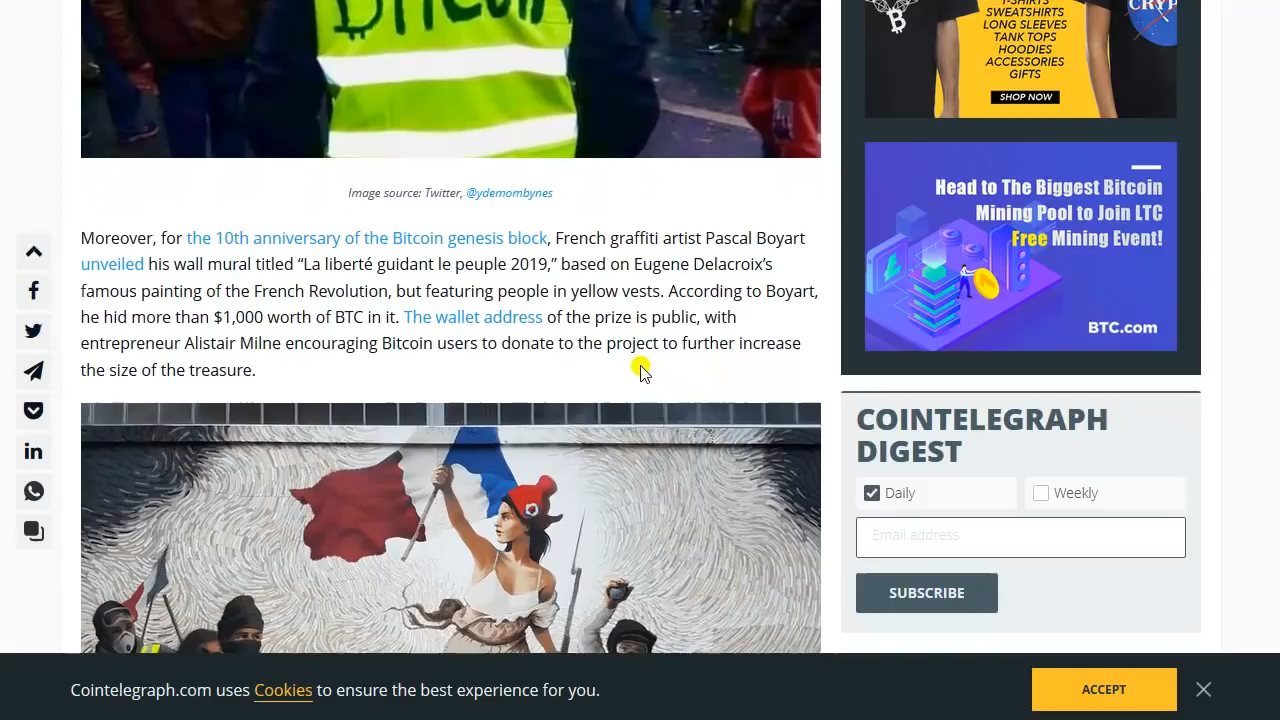 Bitcoin
T-SHIRTS
SWEATSHIRTS
LONG SLEEVES
TANK TOPS
HOODIES
ACCESSORIES
GIFTS
SHOP NOW
Image source: Twitter, @ydemombynes
Moreover, for the 10th anniversary of the Bitcoin genesis block, French graffiti artist Pascal Boyart
unveiled his wall mural titled “La liberté guidant le peuple 2019,” based on Eugene Delacroix’s
famous painting of the French Revolution, but featuring people in yellow vests. According to Boyart,
he hid more than $1,000 worth of BTC in it. The wallet address of the prize is public, with
entrepreneur Alistair Milne encouraging Bitcoin users to donate to the project to further increase
the size of the treasure.
Head to The Biggest Bitcoin
Mining Pool to Join LTC
Free Mining Event!
BTC.com
COINTELEGRAPH
DIGEST
Daily
Weekly
Email address
SUBSCRIBE
Cointelegraph.com uses Cookies to ensure the best experience for you.
ACCEPT